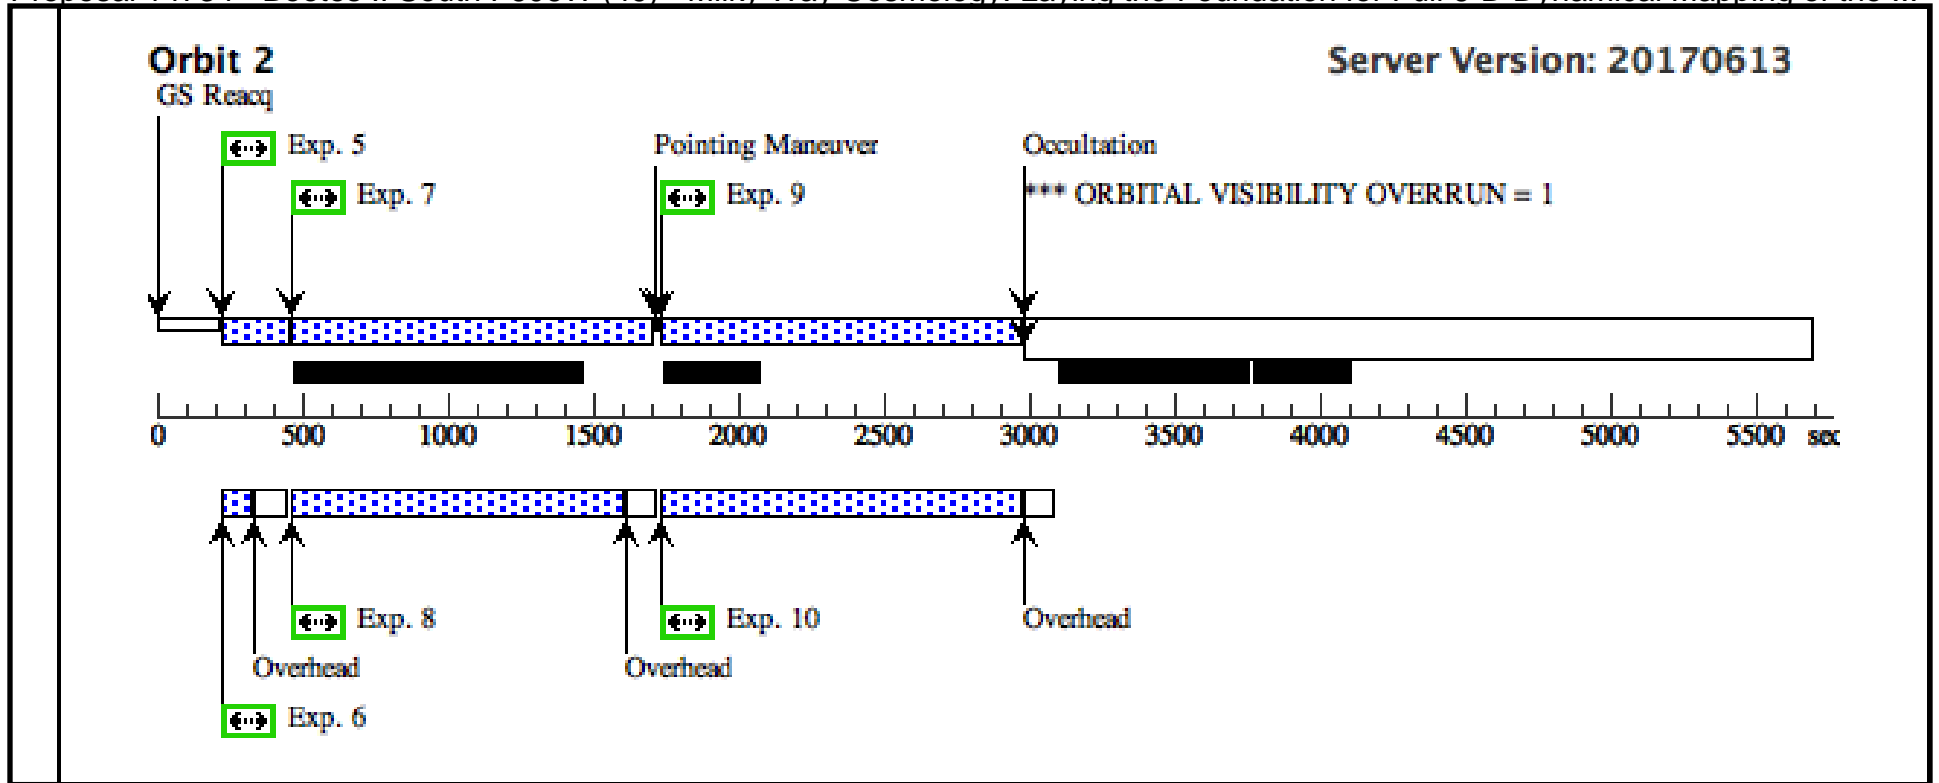 Orbit 2
Server Version: 20170613
GS Reacq
Exp. 5
Pointing Maneuver
Occultation
Exp. 7
Exp. 9
*** ORBITAL VISIBILITY OVERRUN = 1
0 500 1000 1500 2000 2500 3000 3500 4000 4500 5000 5500 sec
Exp. 8
Exp. 10
Overhead
Overhead
Overhead
Exp. 6